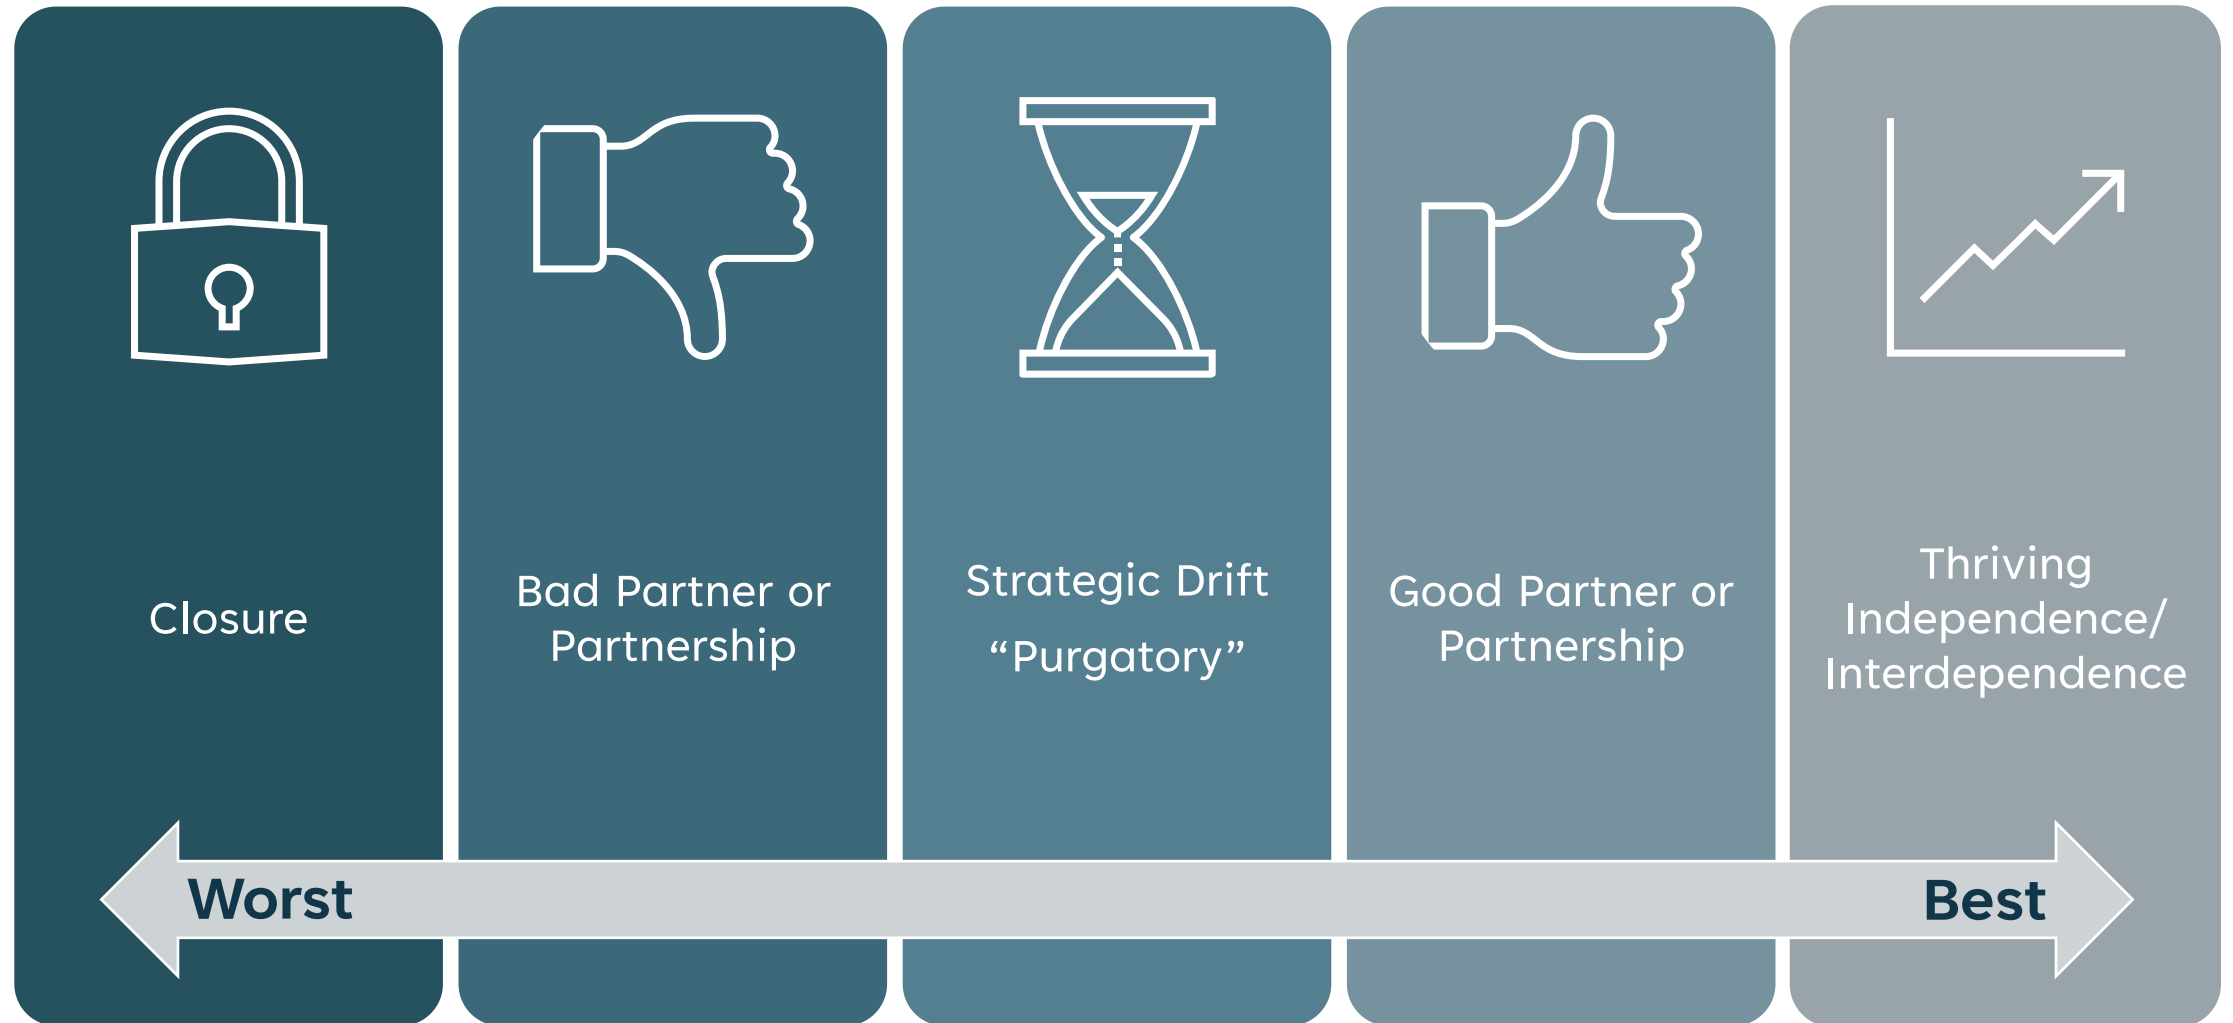 Closure
Bad Partner or
Partnership
Strategic Drift
“Purgatory”
Good Partner or
Partnership
Thriving
Independence/
Interdependence
Worst
Best